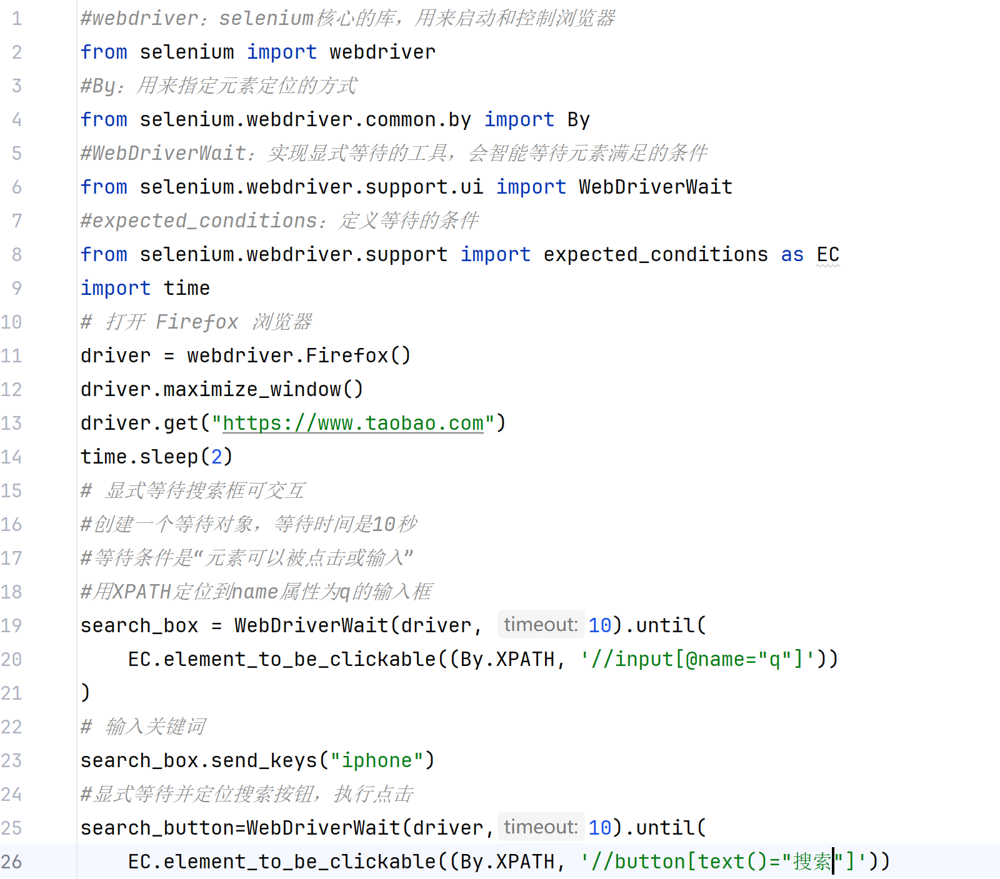 1 #webdriver：selenium核心的库，用来启动和控制浏览器
2 from selenium import webdriver
3 #By：用来指定元素定位的方式
4 from selenium.webdriver.common.by import By
5 #WebDriverWait：实现显式等待的工具，会智能等待元素满足的条件
6 from selenium.webdriver.support.ui import WebDriverWait
7 #expected_conditions：定义等待的条件
8 from selenium.webdriver.support import expected_conditions as EC
9 import time
10 # 打开 Firefox 浏览器
11 driver = webdriver.Firefox()
12 driver.maximize_window()
13 driver.get("https://www.taobao.com")
14 time.sleep(2)
15 # 显式等待搜索框可交互
16 #创建一个等待对象，等待时间是10秒
17 #等待条件是“元素可以被点击或输入”
18 #用XPATH定位到name属性为q的输入框
19 search_box = WebDriverWait(driver, timeout: 10).until(
20     EC.element_to_be_clickable((By.XPATH, '//input[@name="q"]'))
21 )
22 # 输入关键词
23 search_box.send_keys("iphone")
24 #显式等待并定位搜索按钮，执行点击
25 search_button=WebDriverWait(driver, timeout: 10).until(
26     EC.element_to_be_clickable((By.XPATH, '//button[text()="搜索"]'))